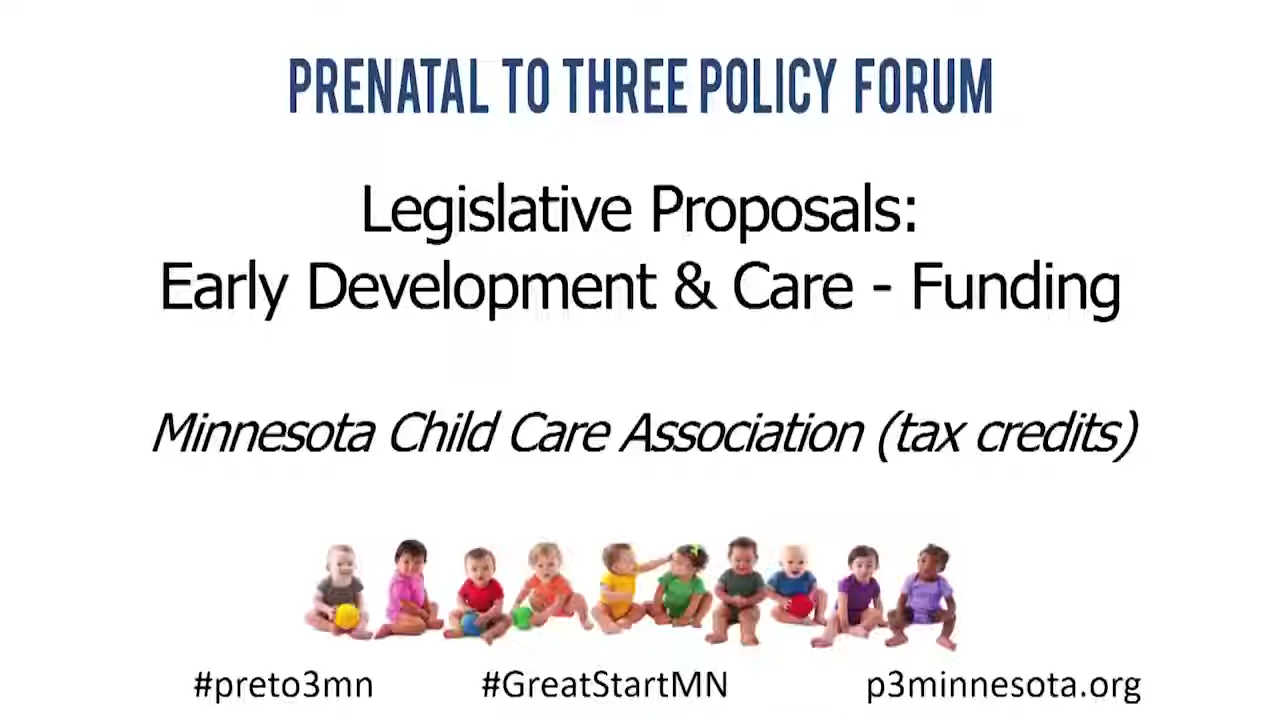 PRENATAL TO THREE POLICY FORUM
Legislative Proposals:
Early Development & Care - Funding
Minnesota Child Care Association (tax credits)
#preto3mn #GreatStartMN p3minnesota.org